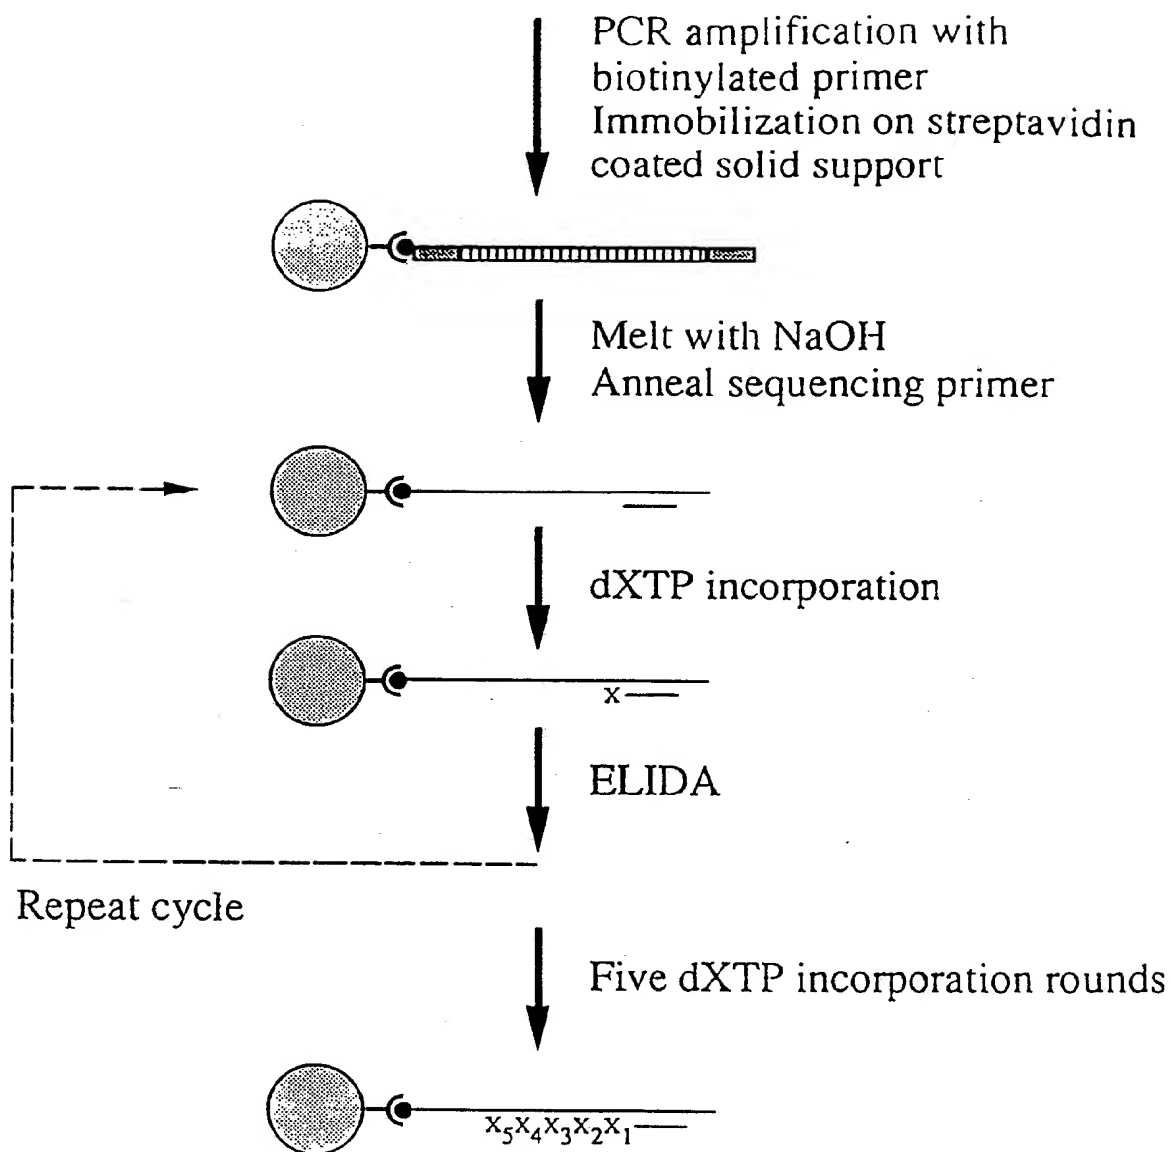 PCR amplification with
biotinylated primer
Immobilization on streptavidin
coated solid support
Melt with NaOH
Anneal sequencing primer
dXTP incorporation
x
ELIDA
Repeat cycle
Five dXTP incorporation rounds
x₅x₄x₃x₂x₁